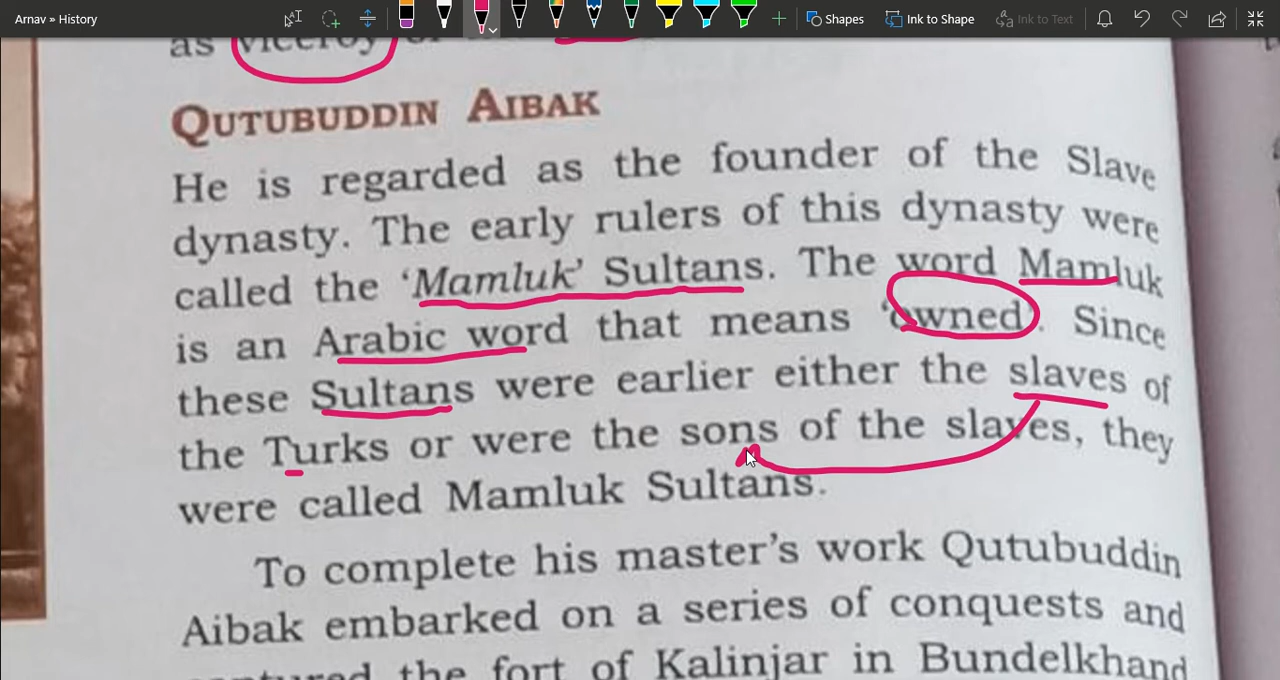 Arnav » History
Shapes
Ink to Shape
Ink to Text
as viceroy
QUTUBUDDIN AIBAK
He is regarded as the founder of the Slave
dynasty. The early rulers of this dynasty were
called the ‘Mamluk’ Sultans. The word Mamluk
is an Arabic word that means ‘owned’. Since
these Sultans were earlier either the slaves of
the Turks or were the sons of the slaves, they
were called Mamluk Sultans.
To complete his master’s work Qutubuddin
Aibak embarked on a series of conquests and
captured the fort of Kalinjar in Bundelkhand